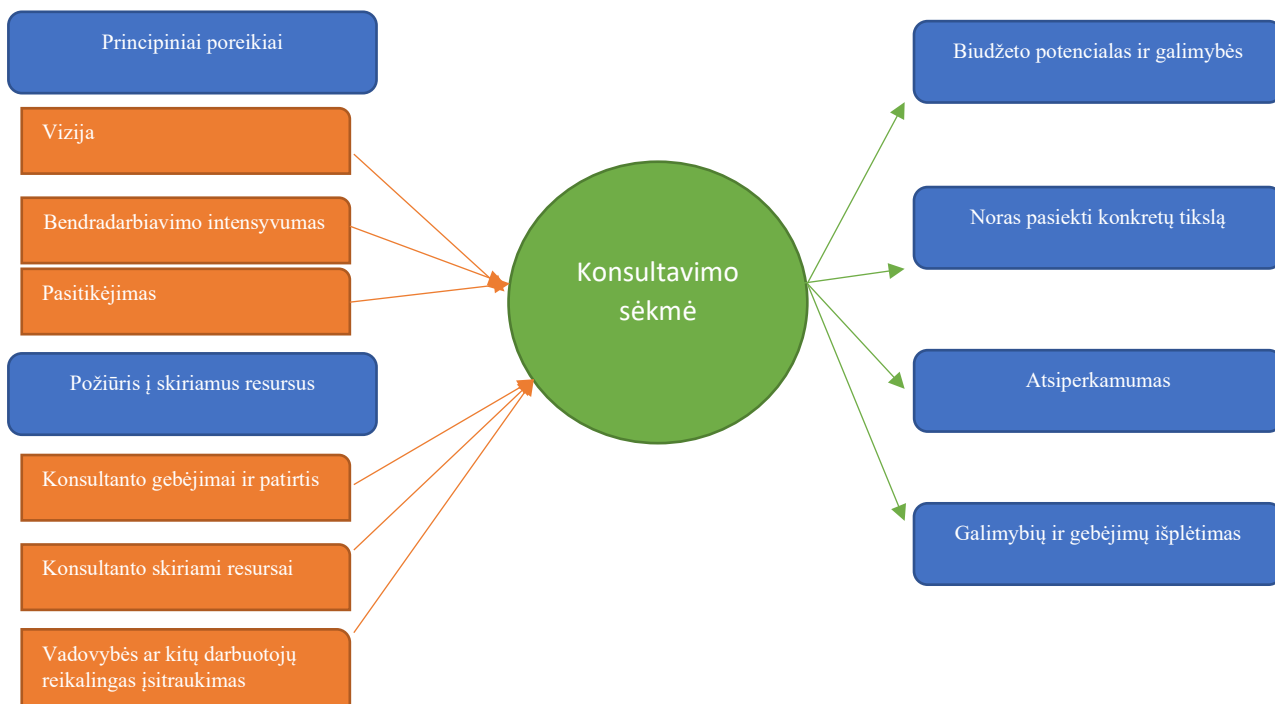 Principiniai poreikiai
Vizija
Bendradarbiavimo intensyvumas
Pasitikėjimas
Požiūris į skiriamus resursus
Konsultanto gebėjimai ir patirtis
Konsultanto skiriami resursai
Vadovybės ar kitų darbuotojų
reikalingas įsitraukimas
Konsultavimo
sėkmė
Biudžeto potencialas ir galimybės
Noras pasiekti konkretų tikslą
Atsiperkamumas
Galimybių ir gebėjimų išplėtimas